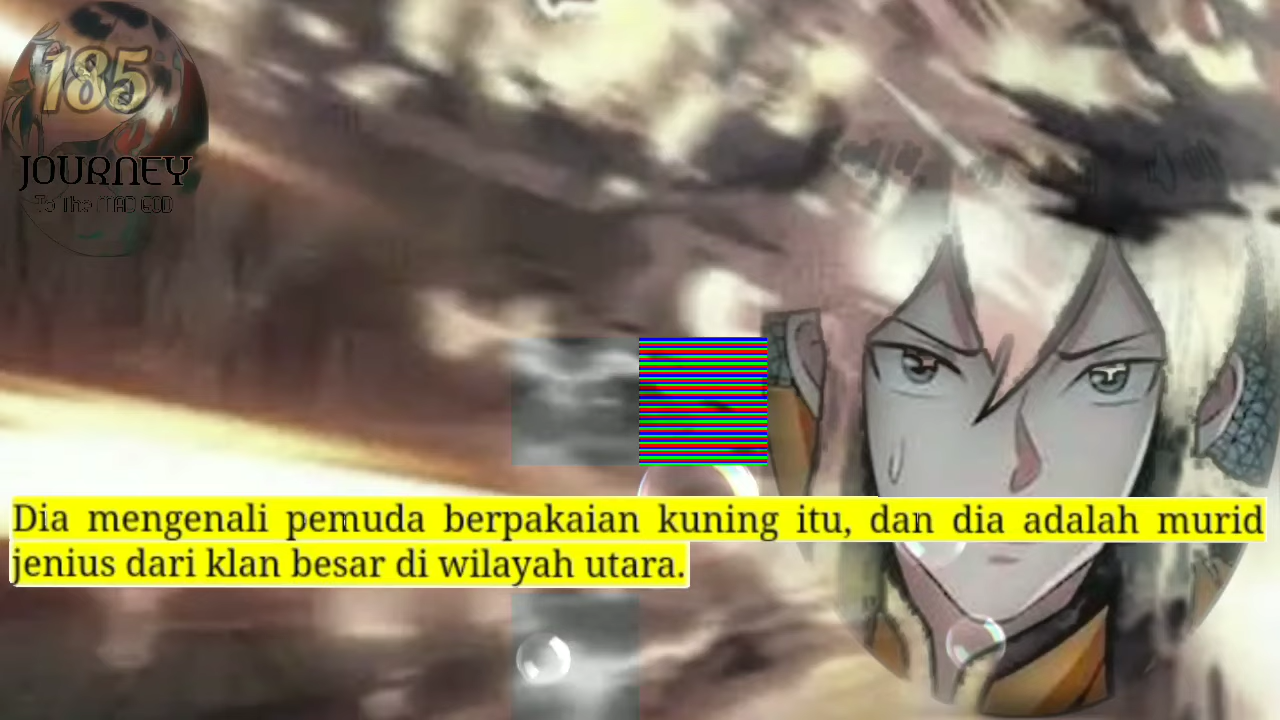 185
JOURNEY
To The MAD GOD
Dia mengenali pemuda berpakaian kuning itu, dan dia adalah murid
jenius dari klan besar di wilayah utara.